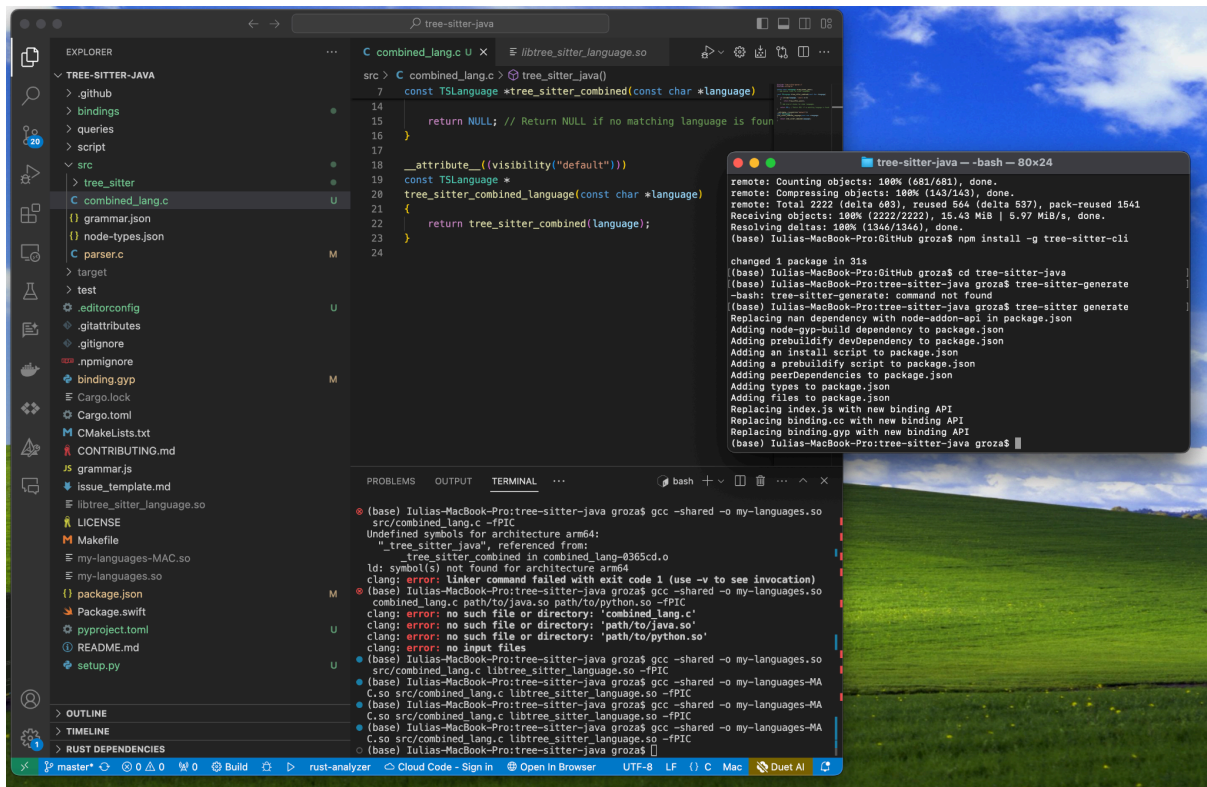 tree-sitter-java
EXPLORER
TREE-SITTER-JAVA
.github
bindings
queries
script
src
tree_sitter
C combined_lang.c U
{} grammar.json
{} node-types.json
C parser.c M
target
test
.editorconfig U
.gitattributes
.gitignore
.npmignore
binding.gyp M
Cargo.lock
Cargo.toml
CMakeLists.txt
CONTRIBUTING.md
JS grammar.js
issue_template.md
libtree_sitter_language.so
LICENSE
Makefile
my-languages-MAC.so
my-languages.so
{} package.json M
Package.swift
pyproject.toml U
README.md
setup.py U
OUTLINE
TIMELINE
RUST DEPENDENCIES
20
1
C combined_lang.c U
libtree_sitter_language.so
src > C combined_lang.c > tree_sitter_java()
7 const TSLanguage *tree_sitter_combined(const char *language)
14
15 return NULL; // Return NULL if no matching language is foun
16 }
17
18 __attribute__((visibility("default")))
19 const TSLanguage *
20 tree_sitter_combined_language(const char *language)
21 {
22 return tree_sitter_combined(language);
23 }
24
PROBLEMS OUTPUT TERMINAL ··· bash
(base) Iulias-MacBook-Pro:tree-sitter-java groza$ gcc -shared -o my-languages.so
src/combined_lang.c -fPIC
Undefined symbols for architecture arm64:
"_tree_sitter_java", referenced from:
_tree_sitter_combined in combined_lang-0365cd.o
ld: symbol(s) not found for architecture arm64
clang: error: linker command failed with exit code 1 (use -v to see invocation)
(base) Iulias-MacBook-Pro:tree-sitter-java groza$ gcc -shared -o my-languages.so
combined_lang.c path/to/java.so path/to/python.so -fPIC
clang: error: no such file or directory: 'combined_lang.c'
clang: error: no such file or directory: 'path/to/java.so'
clang: error: no such file or directory: 'path/to/python.so'
clang: error: no input files
(base) Iulias-MacBook-Pro:tree-sitter-java groza$ gcc -shared -o my-languages.so
src/combined_lang.c libtree_sitter_language.so -fPIC
(base) Iulias-MacBook-Pro:tree-sitter-java groza$ gcc -shared -o my-languages-MA
C.so src/combined_lang.c libtree_sitter_language.so -fPIC
(base) Iulias-MacBook-Pro:tree-sitter-java groza$ gcc -shared -o my-languages-MA
C.so src/combined_lang.c libtree_sitter_language.so -fPIC
(base) Iulias-MacBook-Pro:tree-sitter-java groza$ gcc -shared -o my-languages-MA
C.so src/combined_lang.c libtree_sitter_language.so -fPIC
(base) Iulias-MacBook-Pro:tree-sitter-java groza$
master* 0 0 0 Build rust-analyzer Cloud Code - Sign in Open In Browser UTF-8 LF {} C Mac Duet AI
tree-sitter-java — -bash — 80×24
remote: Counting objects: 100% (681/681), done.
remote: Compressing objects: 100% (143/143), done.
remote: Total 2222 (delta 603), reused 564 (delta 537), pack-reused 1541
Receiving objects: 100% (2222/2222), 15.43 MiB | 5.97 MiB/s, done.
Resolving deltas: 100% (1346/1346), done.
(base) Iulias-MacBook-Pro:GitHub groza$ npm install -g tree-sitter-cli
changed 1 package in 31s
[(base) Iulias-MacBook-Pro:GitHub groza$ cd tree-sitter-java ]
[(base) Iulias-MacBook-Pro:tree-sitter-java groza$ tree-sitter-generate ]
-bash: tree-sitter-generate: command not found
[(base) Iulias-MacBook-Pro:tree-sitter-java groza$ tree-sitter generate ]
Replacing nan dependency with node-addon-api in package.json
Adding node-gyp-build dependency to package.json
Adding prebuildify devDependency to package.json
Adding an install script to package.json
Adding a prebuildify script to package.json
Adding peerDependencies to package.json
Adding types to package.json
Adding files to package.json
Replacing index.js with new binding API
Replacing binding.cc with new binding API
Replacing binding.gyp with new binding API
(base) Iulias-MacBook-Pro:tree-sitter-java groza$